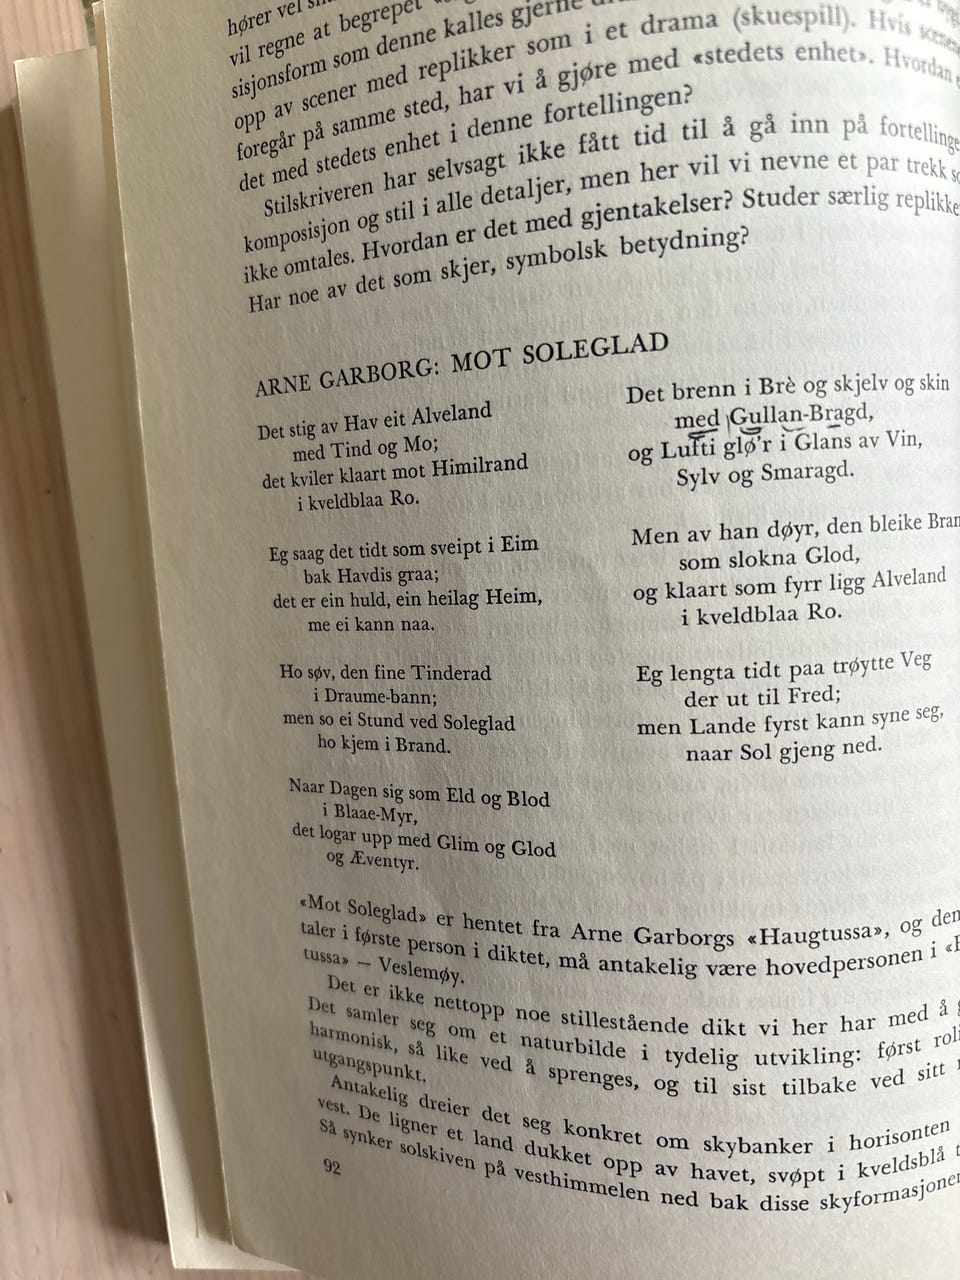 hører vel
vil regne at begrepet
sisjonsform som denne kalles gjerne
opp av scener med replikker som i et drama (skuespill). Hvis
foregår på samme sted, har vi å gjøre med «stedets enhet». Hvordan
det med stedets enhet i denne fortellingen?
Stilskriveren har selvsagt ikke fått tid til å gå inn på
komposisjon og stil i alle detaljer, men her vil vi nevne et par trekk
ikke omtales. Hvordan er det med gjentakelser? Studer særlig
Har noe av det som skjer, symbolsk betydning?
ARNE GARBORG: MOT SOLEGLAD
Det stig av Hav eit Alveland
med Tind og Mo;
det kviler klaart mot Himilrand
i kveldblaa Ro.
Eg saag det tidt som sveipt i Eim
bak Havdis graa;
det er ein huld, ein heilag Heim,
me ei kann naa.
Ho søv, den fine Tinderad
i Draume-bann;
men so ei Stund ved Soleglad
ho kjem i Brand.
Naar Dagen sig som Eld og Blod
i Blaae-Myr,
det logar upp med Glim og Glod
og Æventyr.
Det brenn i Brè og skjelv og skin
med Gullan-Bragd,
og Lufti glø'r i Glans av Vin,
Sylv og Smaragd.
Men av han døyr, den bleike
som slokna Glod,
og klaart som fyrr ligg Alveland
i kveldblaa Ro.
Eg lengta tidt paa trøytte Veg
der ut til Fred;
men Lande fyrst kann syne seg,
naar Sol gjeng ned.
«Mot Soleglad» er hentet fra Arne Garborgs «Haugtussa», og
taler i første person i diktet, må antakelig være hovedpersonen i
tussa» – Veslemøy.
Det er ikke nettopp noe stillestående dikt vi her har med å
Det samler seg om et naturbilde i tydelig utvikling: først
harmonisk, så like ved å sprenges, og til sist tilbake ved sitt
utgangspunkt.
Antakelig dreier det seg konkret om skybanker i horisonten
vest. De ligner et land dukket opp av havet, svøpt i kveldsblå
Så synker solskiven på vesthimmelen ned bak disse
92